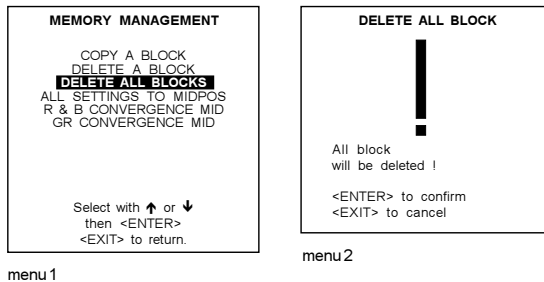 MEMORY MANAGEMENT
COPY A BLOCK
DELETE A BLOCK
DELETE ALL BLOCKS
ALL SETTINGS TO MIDPOS
R & B CONVERGENCE MID
GR CONVERGENCE MID
Select with ↑ or ↓
then <ENTER>
<EXIT> to return.
menu 1
DELETE ALL BLOCK
!
All block
will be deleted !
<ENTER> to confirm
<EXIT> to cancel
menu 2